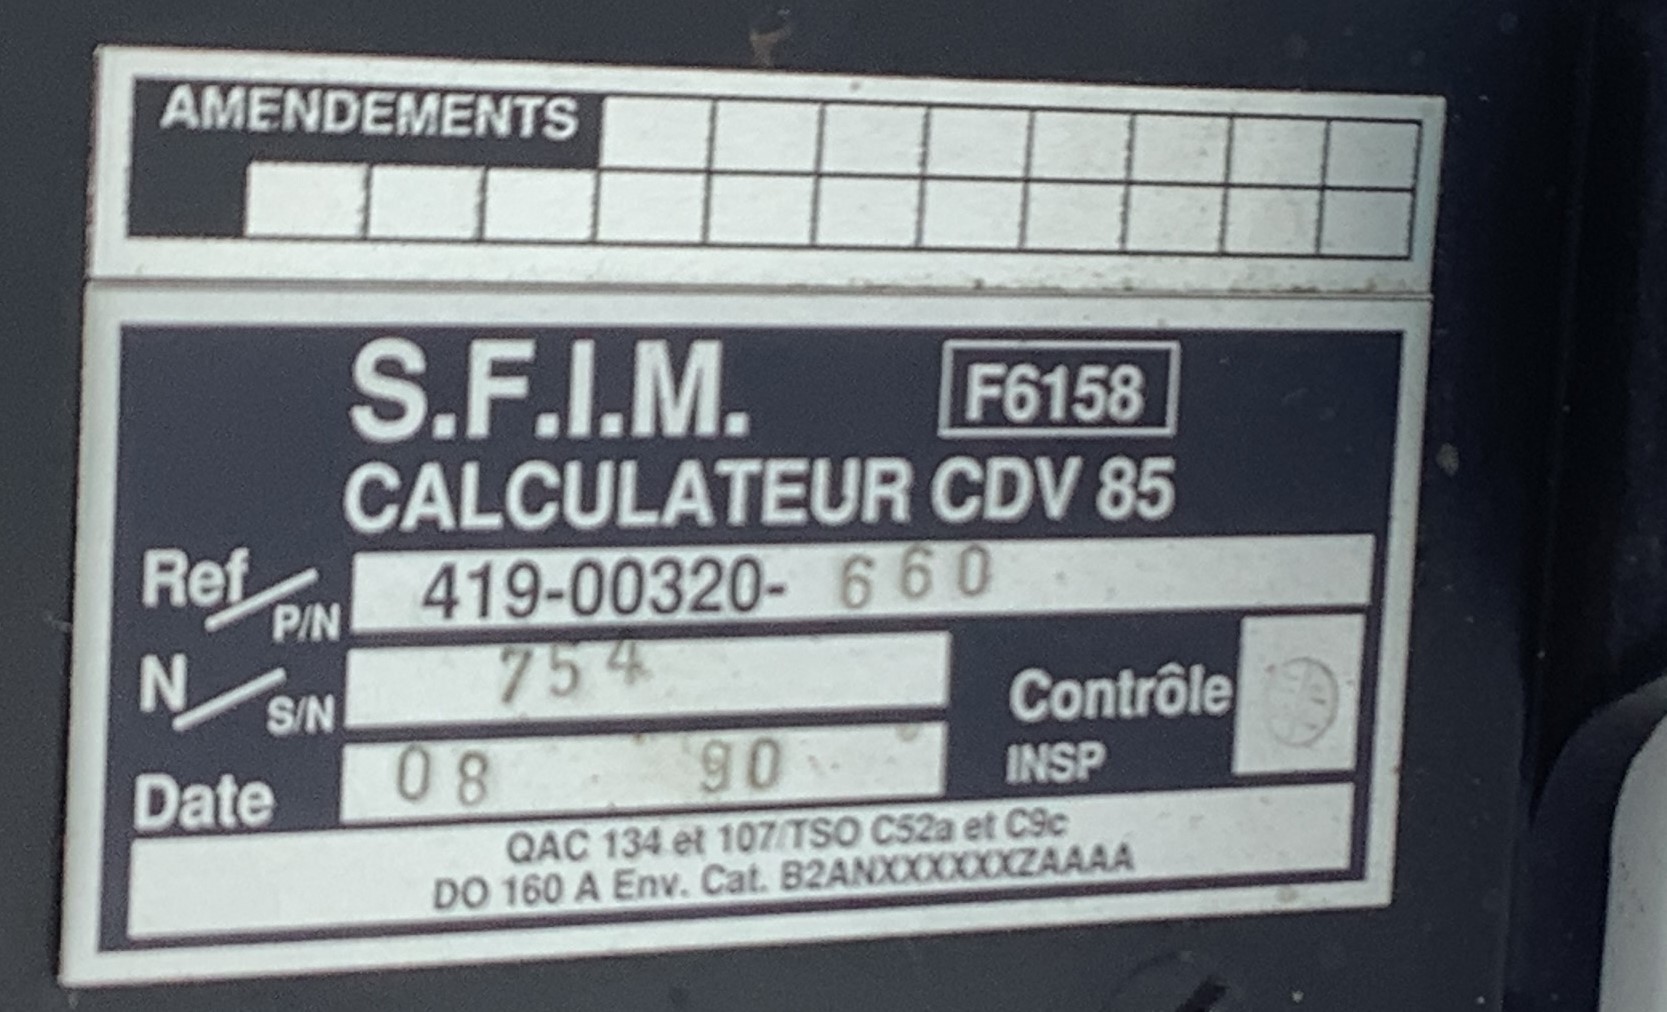 AMENDEMENTS
S.F.I.M. F6158
CALCULATEUR CDV 85
Ref/P/N 419-00320-660
N/S/N 754
Contrôle
INSP
Date 08 90
QAC 134 et 107/TSO C52a et C9c
DO 160 A Env. Cat. B2ANXXXXXXZAAAA